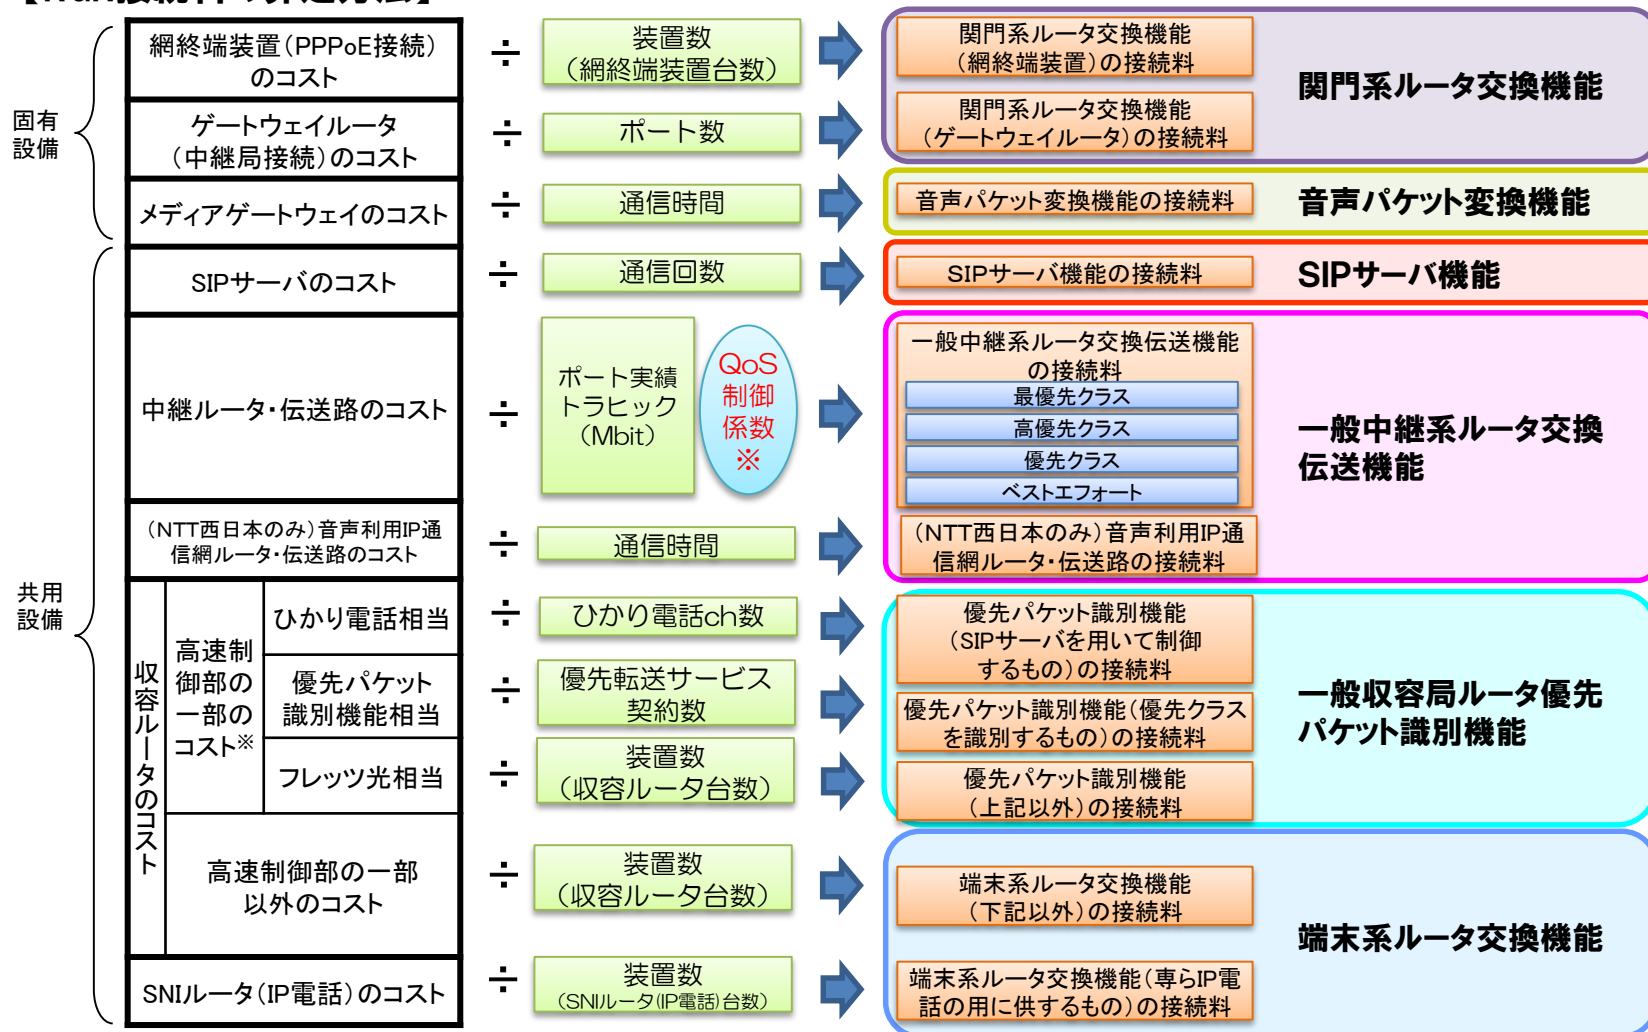 固有
設備
網終端装置(PPPoE接続)
のコスト
÷
装置数
(網終端装置台数)
関門系ルータ交換機能
(網終端装置)の接続料
関門系ルータ交換機能
ゲートウェイルータ
(中継局接続)のコスト
÷
ポート数
関門系ルータ交換機能
(ゲートウェイルータ)の接続料
メディアゲートウェイのコスト
÷
通信時間
音声パケット変換機能の接続料
音声パケット変換機能
共用
設備
SIPサーバのコスト
÷
通信回数
SIPサーバ機能の接続料
SIPサーバ機能
中継ルータ・伝送路のコスト
÷
ポート実績
トラヒック
(Mbit)
QoS
制御
係数
※
一般中継系ルータ交換伝送機能
の接続料
最優先クラス
高優先クラス
優先クラス
ベストエフォート
一般中継系ルータ交換
伝送機能
(NTT西日本のみ)音声利用IP通
信網ルータ・伝送路のコスト
÷
通信時間
(NTT西日本のみ)音声利用IP通
信網ルータ・伝送路の接続料
収容ルータのコスト
高速制
御部の
一部の
コスト※
ひかり電話相当
÷
ひかり電話ch数
優先パケット識別機能
(SIPサーバを用いて制御
するもの)の接続料
一般収容局ルータ優先
パケット識別機能
優先パケット
識別機能相当
÷
優先転送サービス
契約数
優先パケット識別機能(優先クラス
を識別するもの)の接続料
フレッツ光相当
÷
装置数
(収容ルータ台数)
優先パケット識別機能
(上記以外)の接続料
高速制御部の一部
以外のコスト
÷
装置数
(収容ルータ台数)
端末系ルータ交換機能
(下記以外)の接続料
端末系ルータ交換機能
SNIルータ(IP電話)のコスト
÷
装置数
(SNIルータ(IP電話)台数)
端末系ルータ交換機能(専らIP電
話の用に供するもの)の接続料